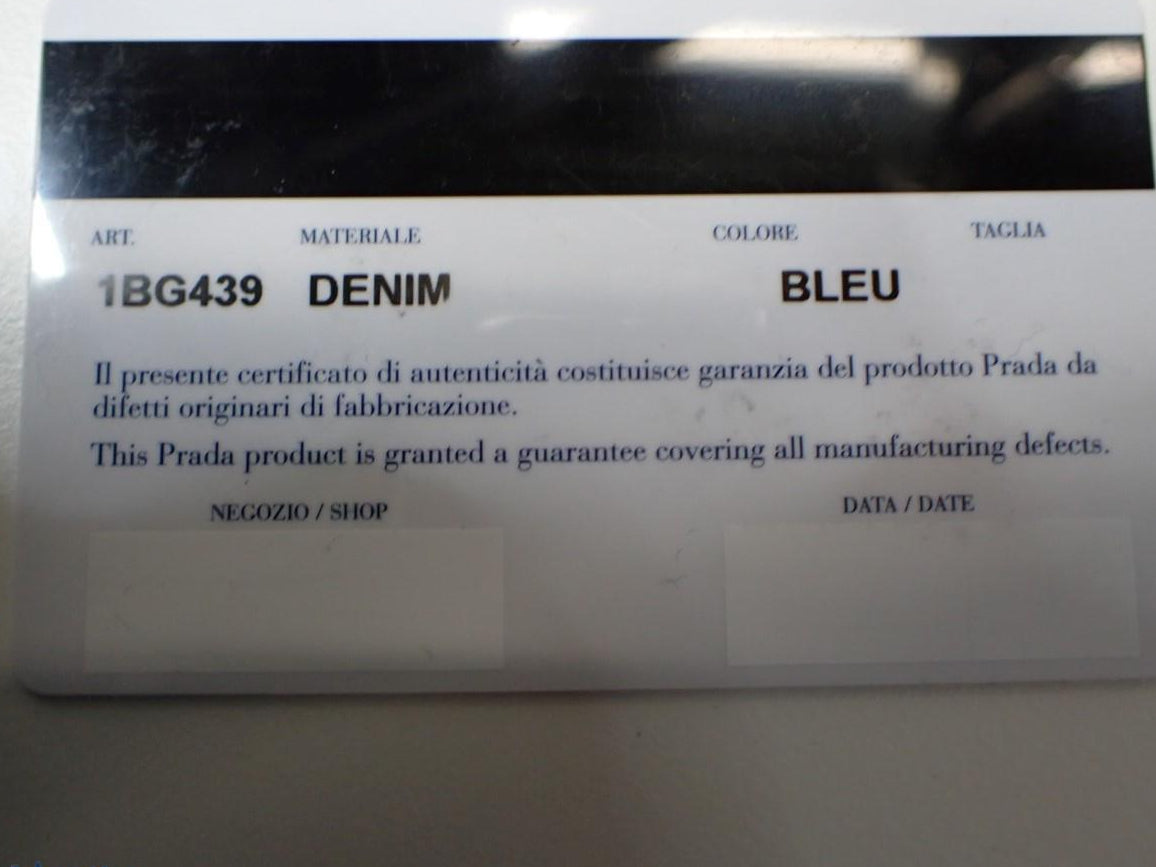 ART. MATERIALE COLORE TAGLIA
1BG439 DENIM BLEU
Il presente certificato di autenticità costituisce garanzia del prodotto Prada da
difetti originari di fabbricazione.
This Prada product is granted a guarantee covering all manufacturing defects.
NEGOZIO / SHOP DATA / DATE